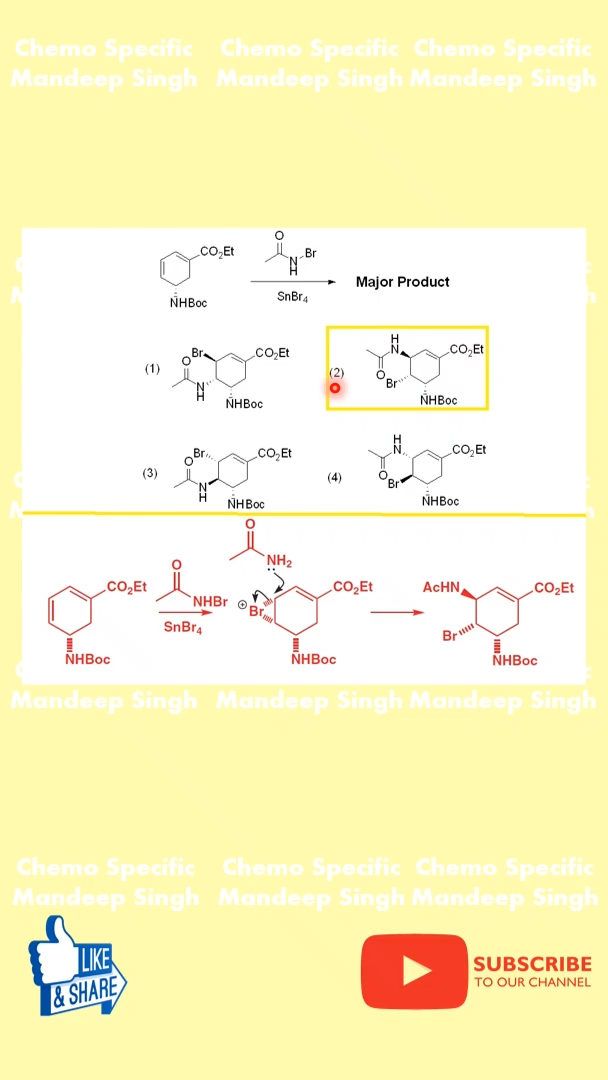 Chemo Specific Chemo Specific Chemo Specific
Mandeep Singh Mandeep Singh Mandeep Singh
CO₂Et
O
N
H
Br
SnBr₄
NHBoc
Major Product
(1)
Br
O
N
H
CO₂Et
NHBoc
(2)
H
N
O
Br
CO₂Et
NHBoc
(3)
Br
O
N
H
CO₂Et
NHBoc
(4)
H
N
O
Br
CO₂Et
NHBoc
CO₂Et
NHBoc
O
NHBr
SnBr₄
O
NH₂
⊕
Br
CO₂Et
NHBoc
AcHN
CO₂Et
Br
NHBoc
Mandeep Singh Mandeep Singh Mandeep Singh
Chemo Specific Chemo Specific Chemo Specific
Mandeep Singh Mandeep Singh Mandeep Singh
LIKE
& SHARE
SUBSCRIBE
TO OUR CHANNEL